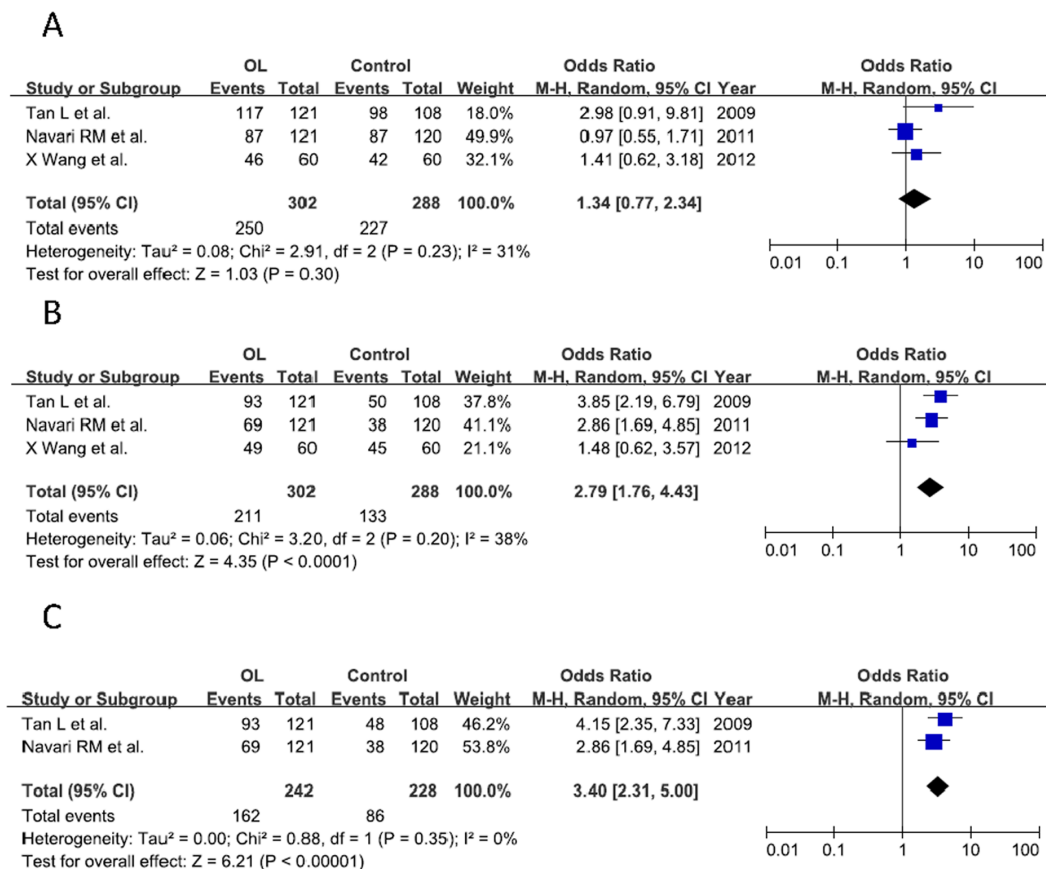 A
OL Control Odds Ratio Odds Ratio
Study or Subgroup Events Total Events Total Weight M-H, Random, 95% CI Year M-H, Random, 95% CI
Tan L et al. 117 121 98 108 18.0% 2.98 [0.91, 9.81] 2009
Navari RM et al. 87 121 87 120 49.9% 0.97 [0.55, 1.71] 2011
X Wang et al. 46 60 42 60 32.1% 1.41 [0.62, 3.18] 2012
Total (95% CI) 302 288 100.0% 1.34 [0.77, 2.34]
Total events 250 227
Heterogeneity: Tau² = 0.08; Chi² = 2.91, df = 2 (P = 0.23); I² = 31%
Test for overall effect: Z = 1.03 (P = 0.30)
0.01 0.1 1 10 100
B
OL Control Odds Ratio Odds Ratio
Study or Subgroup Events Total Events Total Weight M-H, Random, 95% CI Year M-H, Random, 95% CI
Tan L et al. 93 121 50 108 37.8% 3.85 [2.19, 6.79] 2009
Navari RM et al. 69 121 38 120 41.1% 2.86 [1.69, 4.85] 2011
X Wang et al. 49 60 45 60 21.1% 1.48 [0.62, 3.57] 2012
Total (95% CI) 302 288 100.0% 2.79 [1.76, 4.43]
Total events 211 133
Heterogeneity: Tau² = 0.06; Chi² = 3.20, df = 2 (P = 0.20); I² = 38%
Test for overall effect: Z = 4.35 (P < 0.0001)
0.01 0.1 1 10 100
C
OL Control Odds Ratio Odds Ratio
Study or Subgroup Events Total Events Total Weight M-H, Random, 95% CI Year M-H, Random, 95% CI
Tan L et al. 93 121 48 108 46.2% 4.15 [2.35, 7.33] 2009
Navari RM et al. 69 121 38 120 53.8% 2.86 [1.69, 4.85] 2011
Total (95% CI) 242 228 100.0% 3.40 [2.31, 5.00]
Total events 162 86
Heterogeneity: Tau² = 0.00; Chi² = 0.88, df = 1 (P = 0.35); I² = 0%
Test for overall effect: Z = 6.21 (P < 0.00001)
0.01 0.1 1 10 100